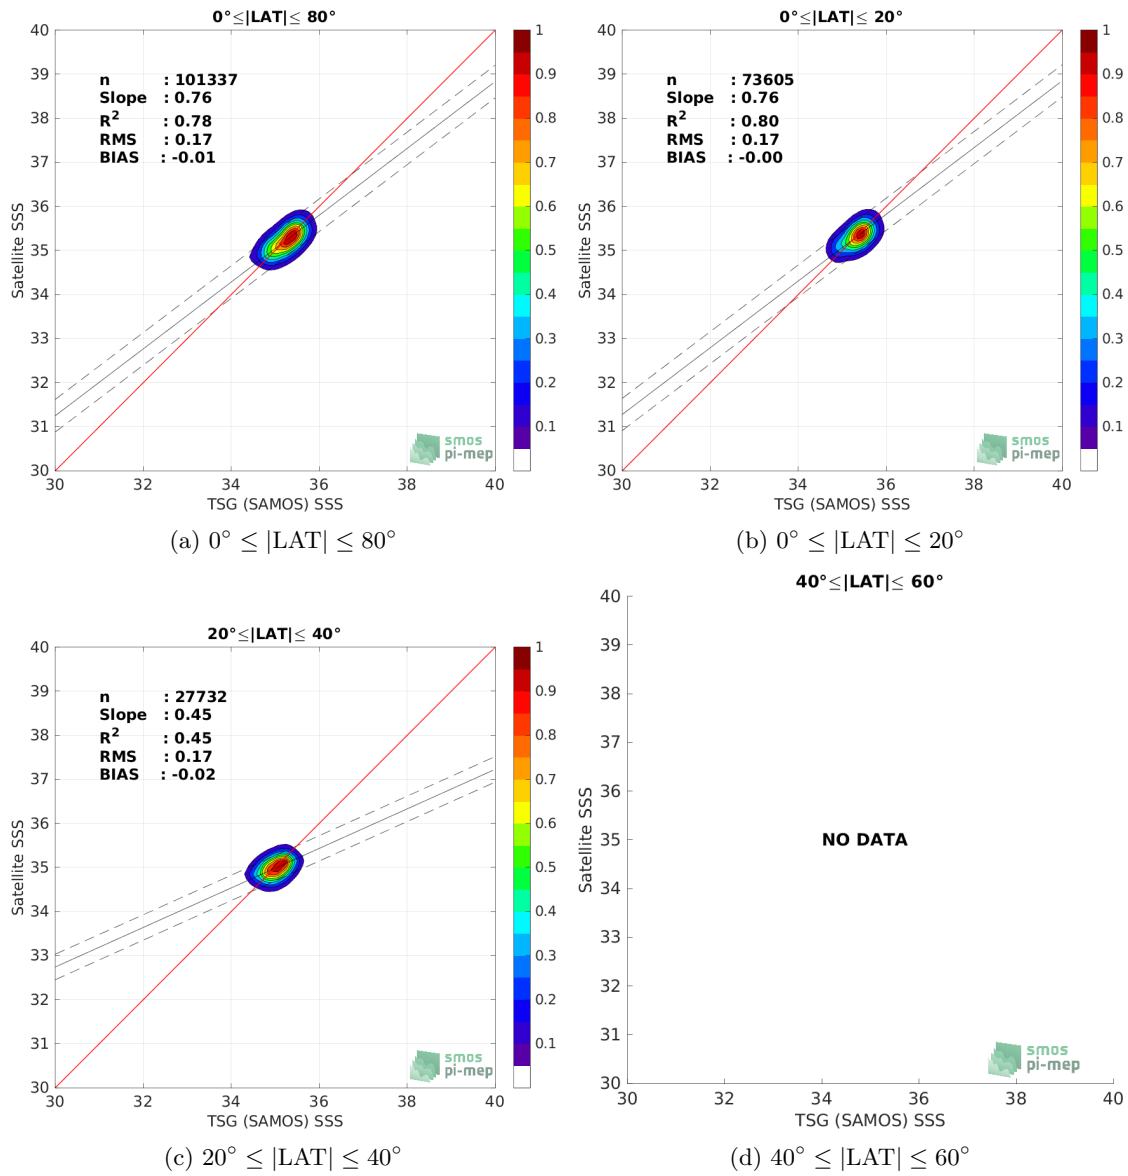 0°≤|LAT|≤ 80°
40
39
38
37
36
35
34
33
32
31
30
Satellite SSS
n : 101337
Slope : 0.76
R² : 0.78
RMS : 0.17
BIAS : -0.01
smos
pi-mep
30 32 34 36 38 40
TSG (SAMOS) SSS
1
0.9
0.8
0.7
0.6
0.5
0.4
0.3
0.2
0.1
(a) 0° ≤ |LAT| ≤ 80°
0°≤|LAT|≤ 20°
40
39
38
37
36
35
34
33
32
31
30
Satellite SSS
n : 73605
Slope : 0.76
R² : 0.80
RMS : 0.17
BIAS : -0.00
smos
pi-mep
30 32 34 36 38 40
TSG (SAMOS) SSS
1
0.9
0.8
0.7
0.6
0.5
0.4
0.3
0.2
0.1
(b) 0° ≤ |LAT| ≤ 20°
20°≤|LAT|≤ 40°
40
39
38
37
36
35
34
33
32
31
30
Satellite SSS
n : 27732
Slope : 0.45
R² : 0.45
RMS : 0.17
BIAS : -0.02
smos
pi-mep
30 32 34 36 38 40
TSG (SAMOS) SSS
1
0.9
0.8
0.7
0.6
0.5
0.4
0.3
0.2
0.1
(c) 20° ≤ |LAT| ≤ 40°
40°≤|LAT|≤ 60°
40
39
38
37
36
35
34
33
32
31
30
Satellite SSS
NO DATA
smos
pi-mep
30 32 34 36 38 40
TSG (SAMOS) SSS
(d) 40° ≤ |LAT| ≤ 60°